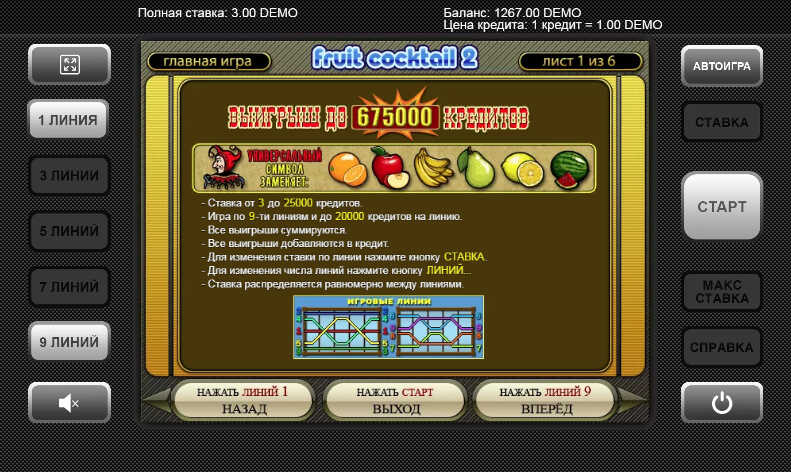 Полная ставка: 3.00 DEMO
Баланс: 1267.00 DEMO
Цена кредита: 1 кредит = 1.00 DEMO
главная игра
fruit cocktail 2
лист 1 из 6
АВТОИГРА
1 ЛИНИЯ
СТАВКА
ВЫИГРЫШ ДО 675000 КРЕДИТОВ
УНИВЕРСАЛЬНЫЙ
СИМВОЛ
ЗАМЕНЯЕТ:
3 ЛИНИИ
- Ставка от 3 до 25000 кредитов.
- Игра по 9-ти линиям и до 20000 кредитов на линию.
- Все выигрыши суммируются.
- Все выигрыши добавляются в кредит.
- Для изменения ставки по линии нажмите кнопку СТАВКА.
- Для изменения числа линий нажмите кнопку ЛИНИЙ...
- Ставка распределяется равномерно между линиями.
СТАРТ
5 ЛИНИЙ
7 ЛИНИЙ
МАКС
СТАВКА
ИГРОВЫЕ ЛИНИИ
9 ЛИНИЙ
СПРАВКА
НАЖАТЬ ЛИНИЙ 1
НАЗАД
НАЖАТЬ СТАРТ
ВЫХОД
НАЖАТЬ ЛИНИЙ 9
ВПЕРЁД